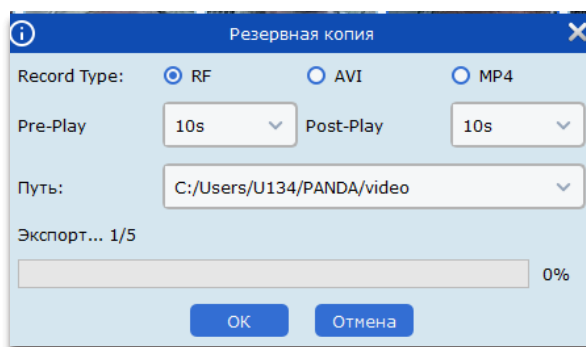 Резервная копия
Record Type: RF AVI MP4
Pre-Play 10s Post-Play 10s
Путь: C:/Users/U134/PANDA/video
Экспорт... 1/5
0%
OK Отмена